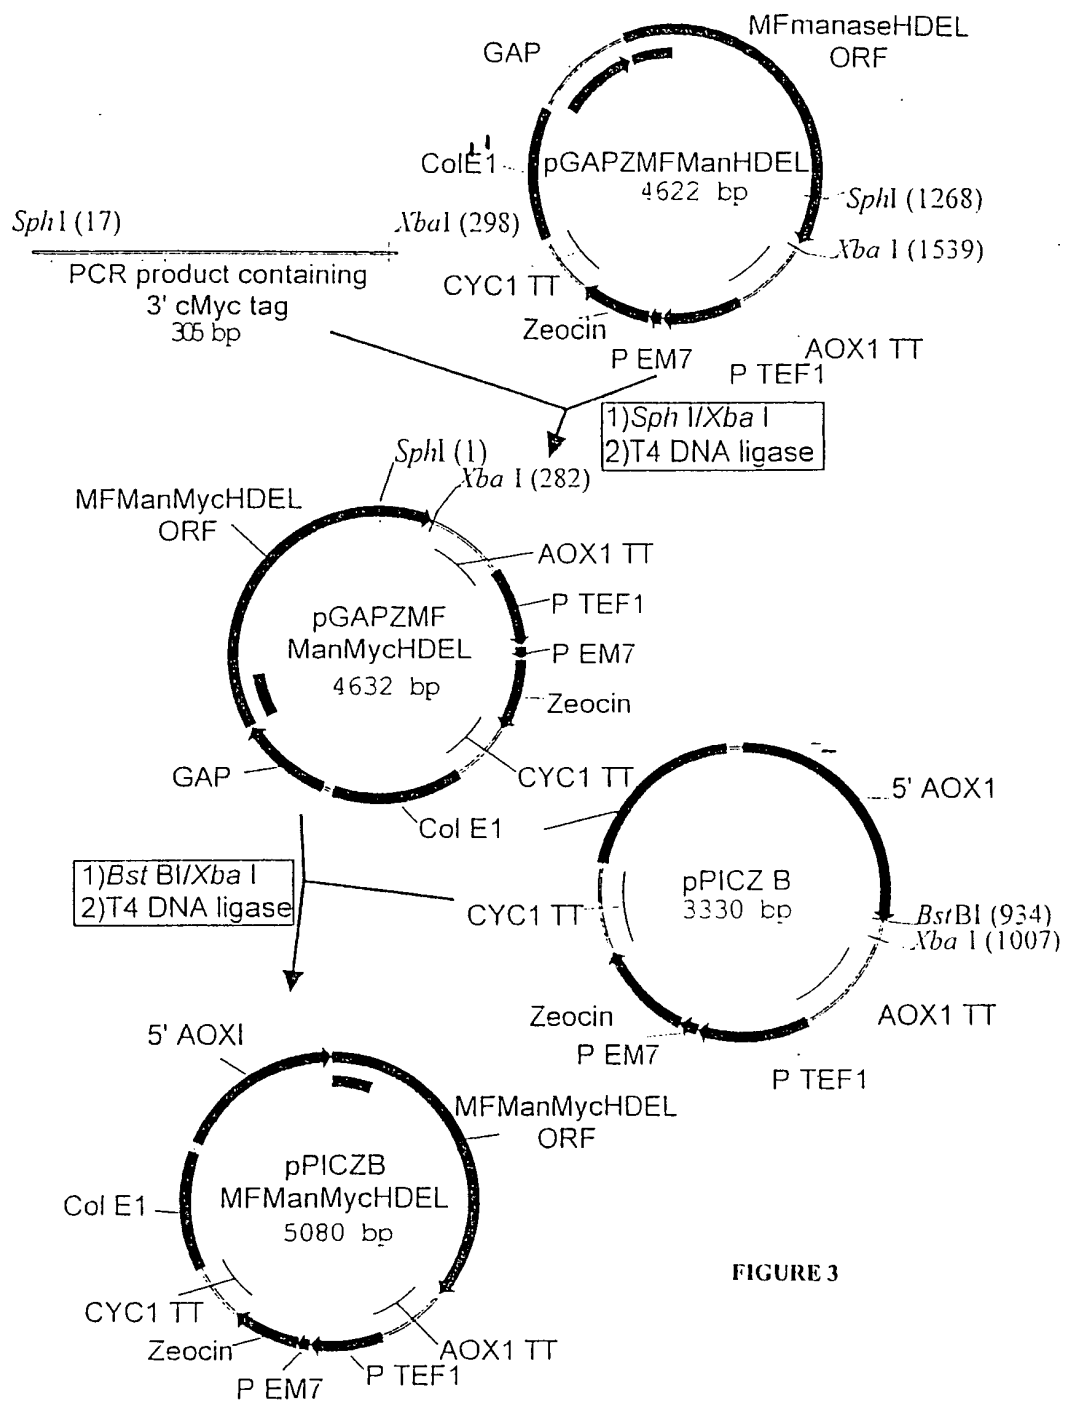 MFmanaseHDEL
ORF
GAP
ColE1
pGAPZMFManHDEL
4622 bp
SphI (1268)
Xba I (1539)
SphI (17)
XbaI (298)
PCR product containing
3' cMyc tag
305 bp
CYC1 TT
Zeocin
P EM7
P TEF1
AOX1 TT
1)Sph I/Xba I
2)T4 DNA ligase
SphI (1)
Xba I (282)
MFManMycHDEL
ORF
AOX1 TT
P TEF1
P EM7
Zeocin
pGAPZMF
ManMycHDEL
4632 bp
CYC1 TT
GAP
Col E1
5' AOX1
1)Bst BI/Xba I
2)T4 DNA ligase
pPICZ B
3330 bp
CYC1 TT
BstBI (934)
Xba I (1007)
Zeocin
P EM7
AOX1 TT
P TEF1
5' AOXI
MFManMycHDEL
ORF
pPICZB
MFManMycHDEL
5080 bp
Col E1
CYC1 TT
Zeocin
P EM7
P TEF1
AOX1 TT
FIGURE 3